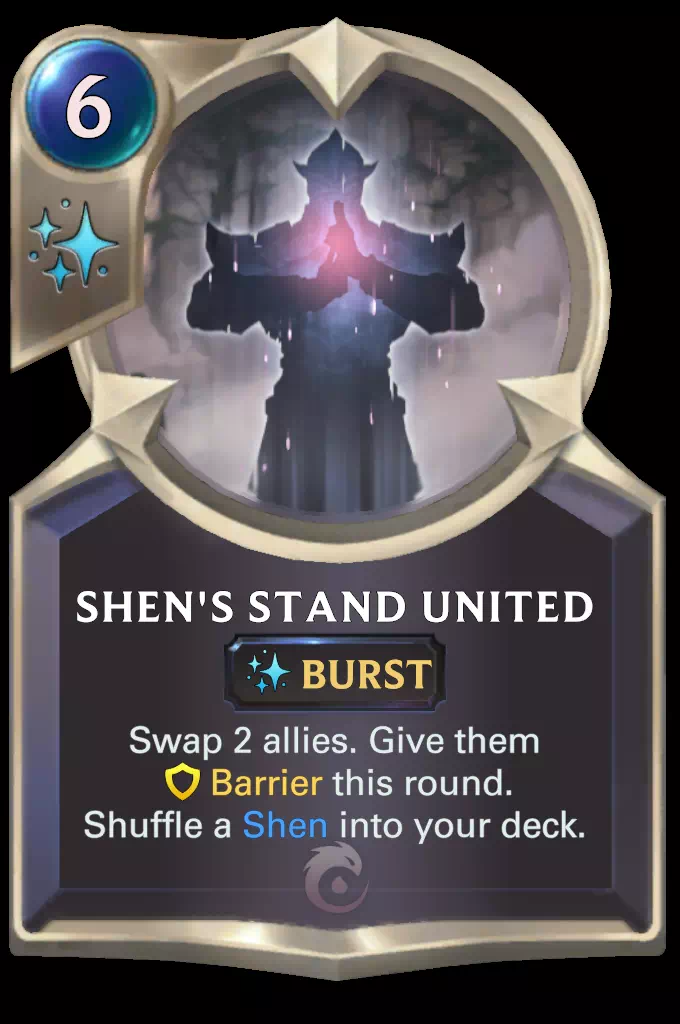 6
SHEN'S STAND UNITED
BURST
Swap 2 allies. Give them
Barrier this round.
Shuffle a Shen into your deck.